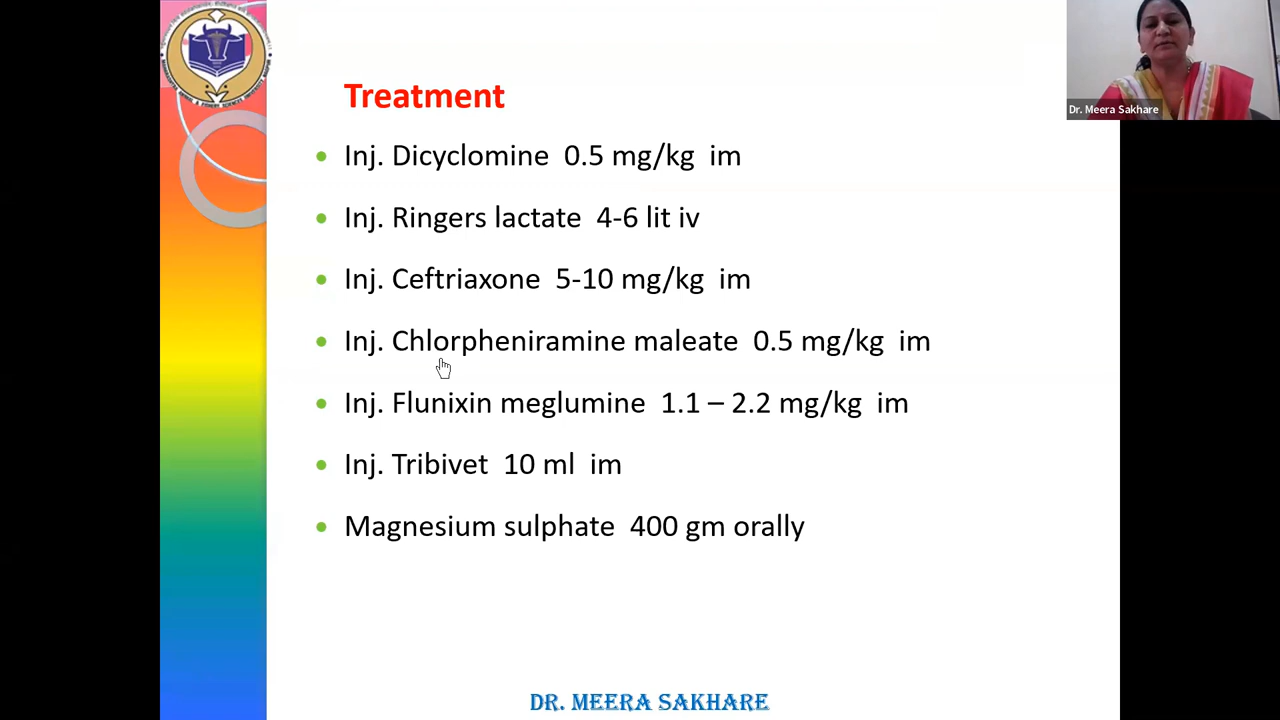 Treatment
Inj. Dicyclomine 0.5 mg/kg im
Inj. Ringers lactate 4-6 lit iv
Inj. Ceftriaxone 5-10 mg/kg im
Inj. Chlorpheniramine maleate 0.5 mg/kg im
Inj. Flunixin meglumine 1.1 – 2.2 mg/kg im
Inj. Tribivet 10 ml im
Magnesium sulphate 400 gm orally
Dr. Meera Sakhare
DR. MEERA SAKHARE